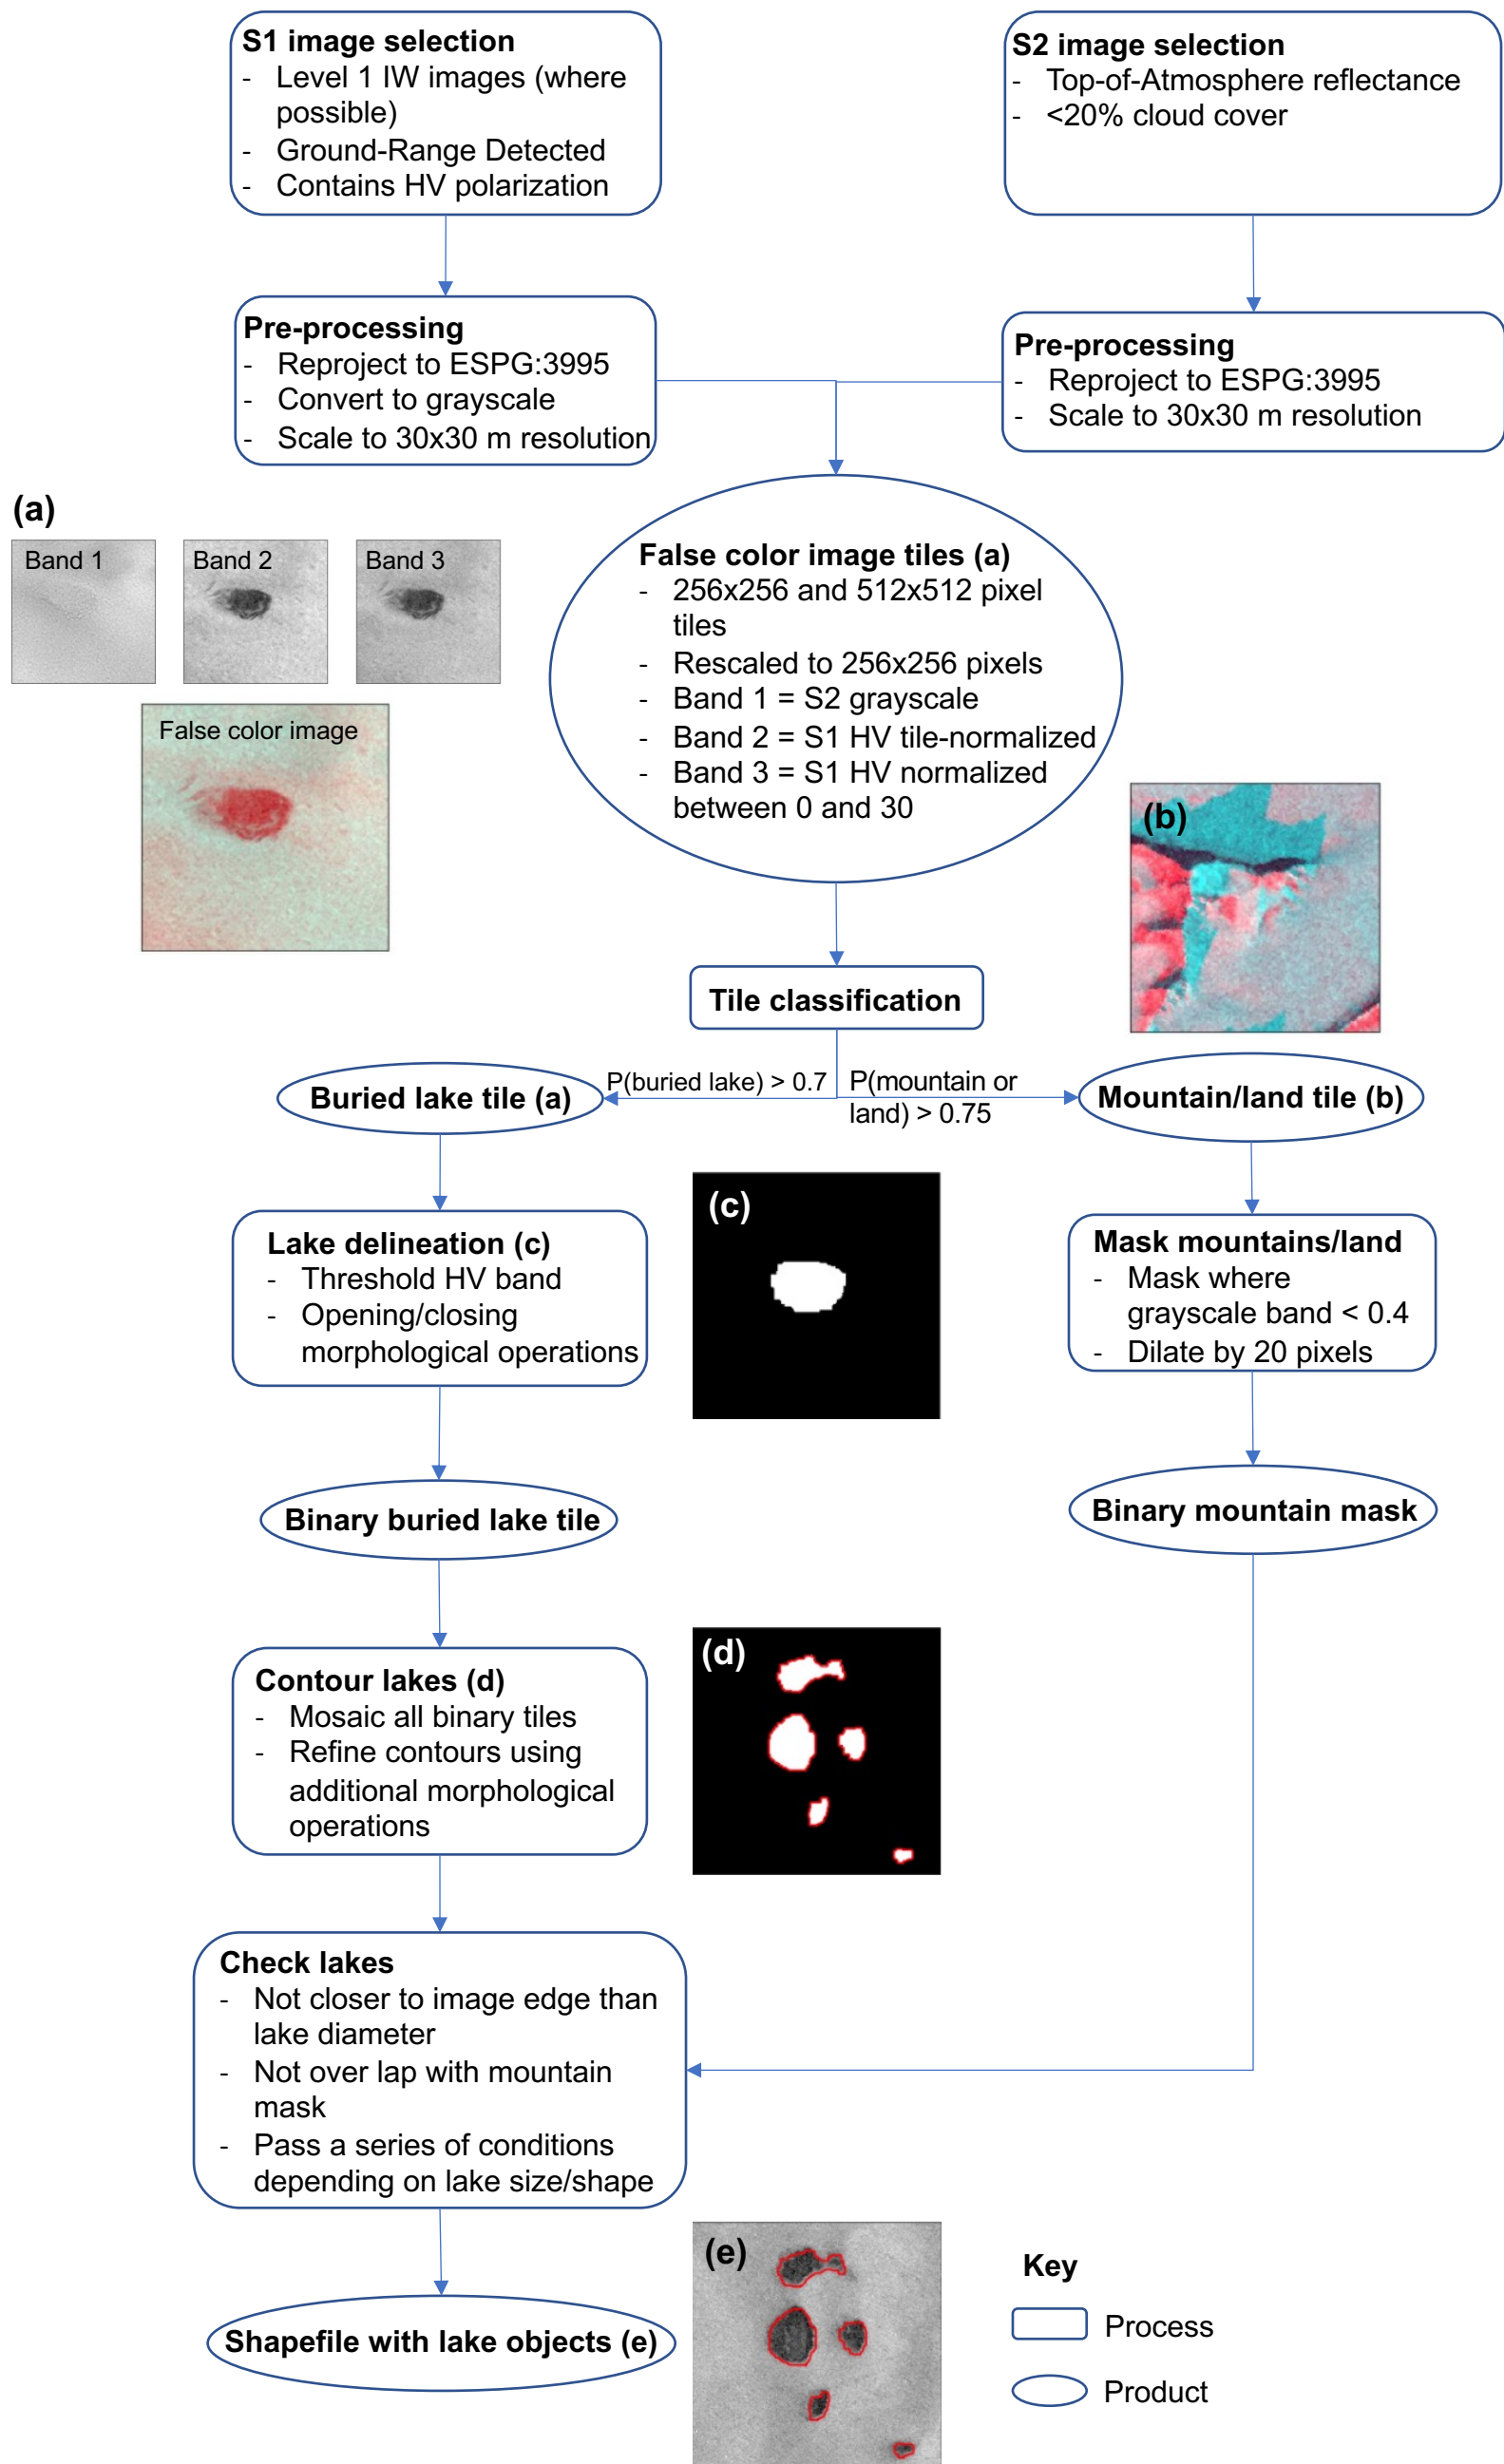 S1 image selection
- Level 1 IW images (where
possible)
- Ground-Range Detected
- Contains HV polarization
S2 image selection
- Top-of-Atmosphere reflectance
- <20% cloud cover
Pre-processing
- Reproject to ESPG:3995
- Convert to grayscale
- Scale to 30x30 m resolution
Pre-processing
- Reproject to ESPG:3995
- Scale to 30x30 m resolution
(a)
Band 1
Band 2
Band 3
False color image
False color image tiles (a)
- 256x256 and 512x512 pixel
tiles
- Rescaled to 256x256 pixels
- Band 1 = S2 grayscale
- Band 2 = S1 HV tile-normalized
- Band 3 = S1 HV normalized
between 0 and 30
(b)
Tile classification
P(buried lake) > 0.7
P(mountain or
land) > 0.75
Buried lake tile (a)
Mountain/land tile (b)
Lake delineation (c)
- Threshold HV band
- Opening/closing
morphological operations
(c)
Mask mountains/land
- Mask where
grayscale band < 0.4
- Dilate by 20 pixels
Binary buried lake tile
Binary mountain mask
Contour lakes (d)
- Mosaic all binary tiles
- Refine contours using
additional morphological
operations
(d)
Check lakes
- Not closer to image edge than
lake diameter
- Not over lap with mountain
mask
- Pass a series of conditions
depending on lake size/shape
Shapefile with lake objects (e)
(e)
Key
Process
Product